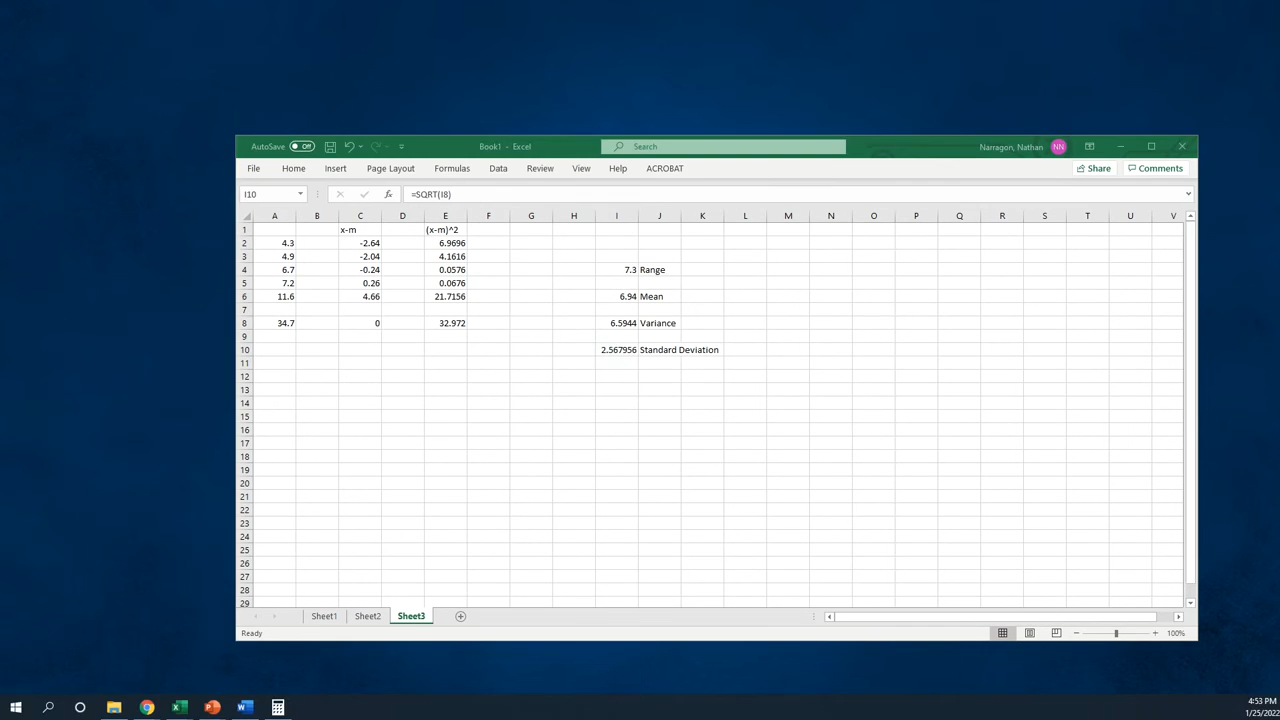 AutoSave Off Book1 - Excel Search Narragon, Nathan NN
File Home Insert Page Layout Formulas Data Review View Help ACROBAT Share Comments
I10 fx =SQRT(I8)
A B C D E F G H I J K L M N O P Q R S T U V
1 x-m (x-m)^2
2 4.3 -2.64 6.9696
3 4.9 -2.04 4.1616
4 6.7 -0.24 0.0576 7.3 Range
5 7.2 0.26 0.0676
6 11.6 4.66 21.7156 6.94 Mean
7
8 34.7 0 32.972 6.5944 Variance
9
10 2.567956 Standard Deviation
11
12
13
14
15
16
17
18
19
20
21
22
23
24
25
26
27
28
29
Sheet1 Sheet2 Sheet3
Ready 100%
4:53 PM
1/25/2022